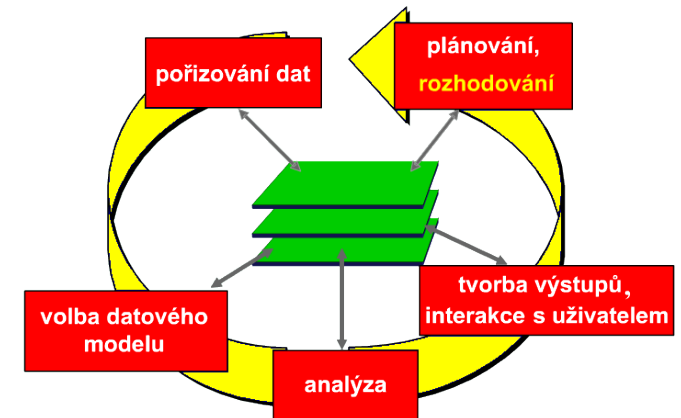 pořizování dat
plánování,
rozhodování
volba datového
modelu
analýza
tvorba výstupů,
interakce s uživatelem